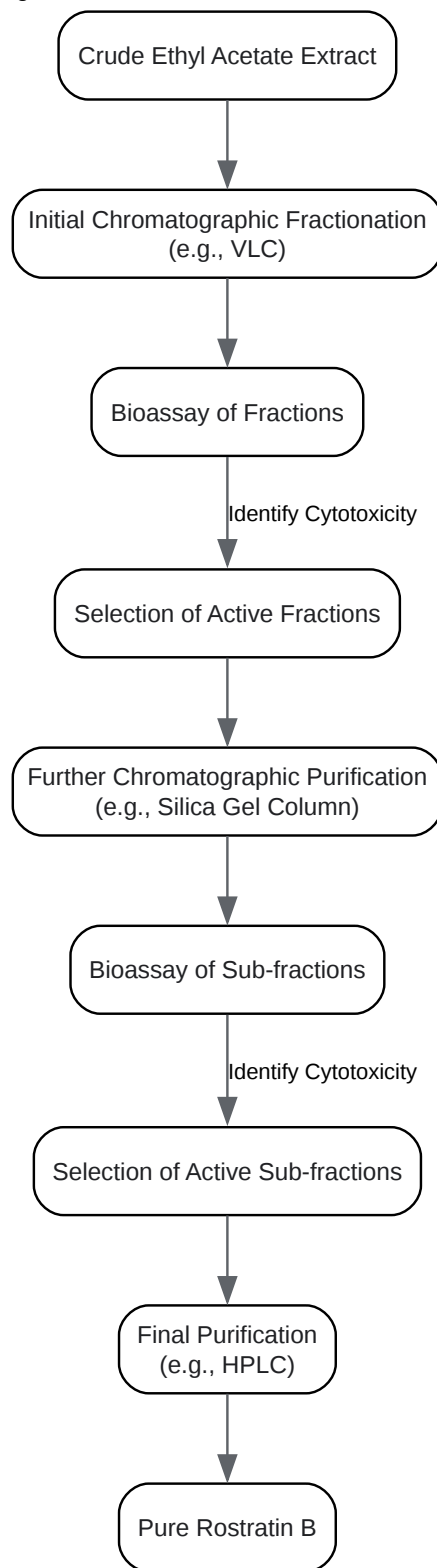 Crude Ethyl Acetate Extract
Initial Chromatographic Fractionation
(e.g., VLC)
Bioassay of Fractions
Identify Cytotoxicity
Selection of Active Fractions
Further Chromatographic Purification
(e.g., Silica Gel Column)
Bioassay of Sub-fractions
Identify Cytotoxicity
Selection of Active Sub-fractions
Final Purification
(e.g., HPLC)
Pure Rostratin B